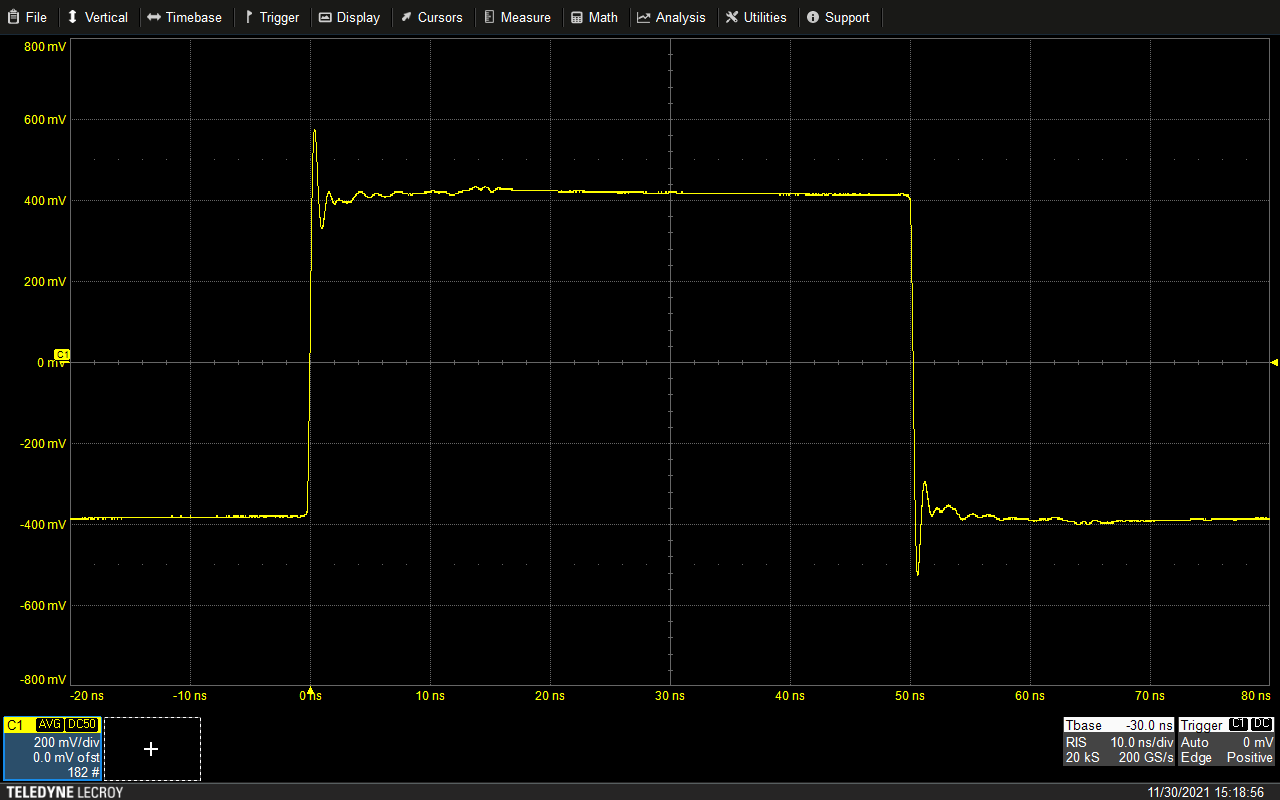 File Vertical Timebase Trigger Display Cursors Measure Math Analysis Utilities Support
800 mV
600 mV
400 mV
200 mV
C1
0 mV
-200 mV
-400 mV
-600 mV
-800 mV
-20 ns -10 ns 0 ns 10 ns 20 ns 30 ns 40 ns 50 ns 60 ns 70 ns 80 ns
C1 AVG DC50
200 mV/div
0.0 mV ofst
182 #
+
Tbase -30.0 ns
RIS 10.0 ns/div
20 kS 200 GS/s
Trigger C1 DC
Auto 0 mV
Edge Positive
TELEDYNE LECROY
11/30/2021 15:18:56